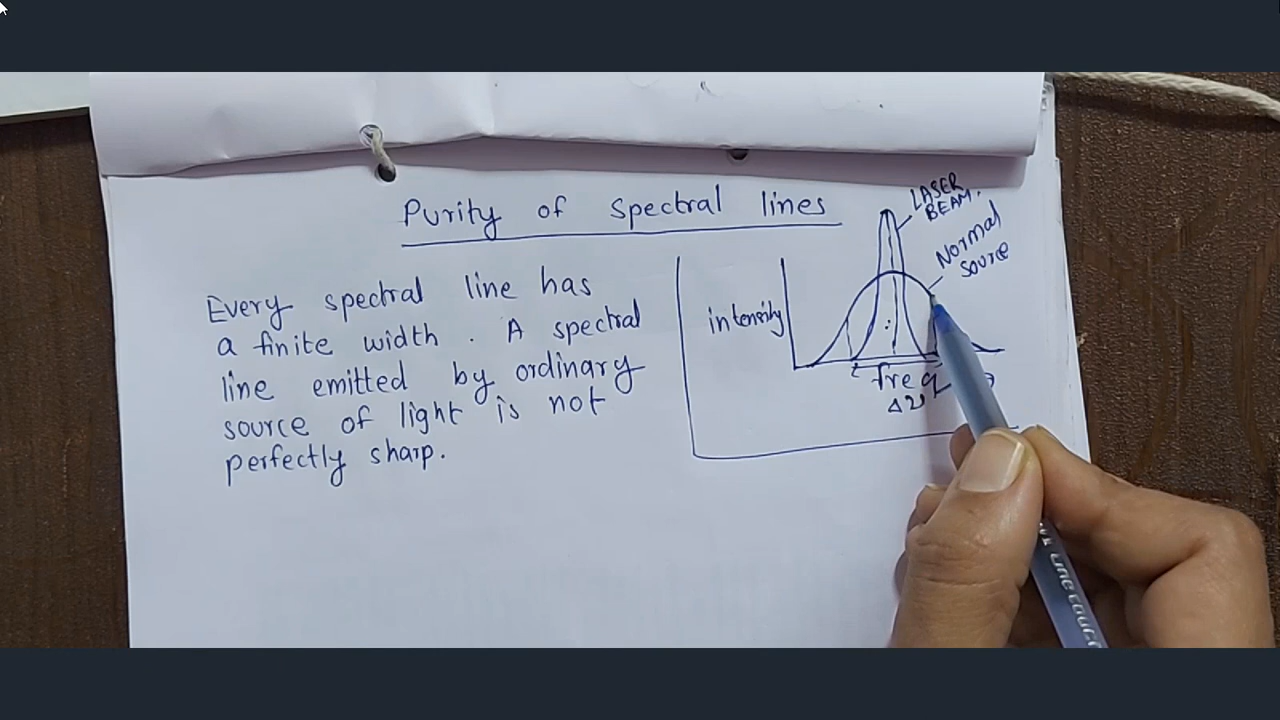 Purity of spectral lines
Every spectral line has
a finite width. A spectral
line emitted by ordinary
source of light is not
perfectly sharp.
LASER
BEAM.
Normal
source
intensity
freq
Δν